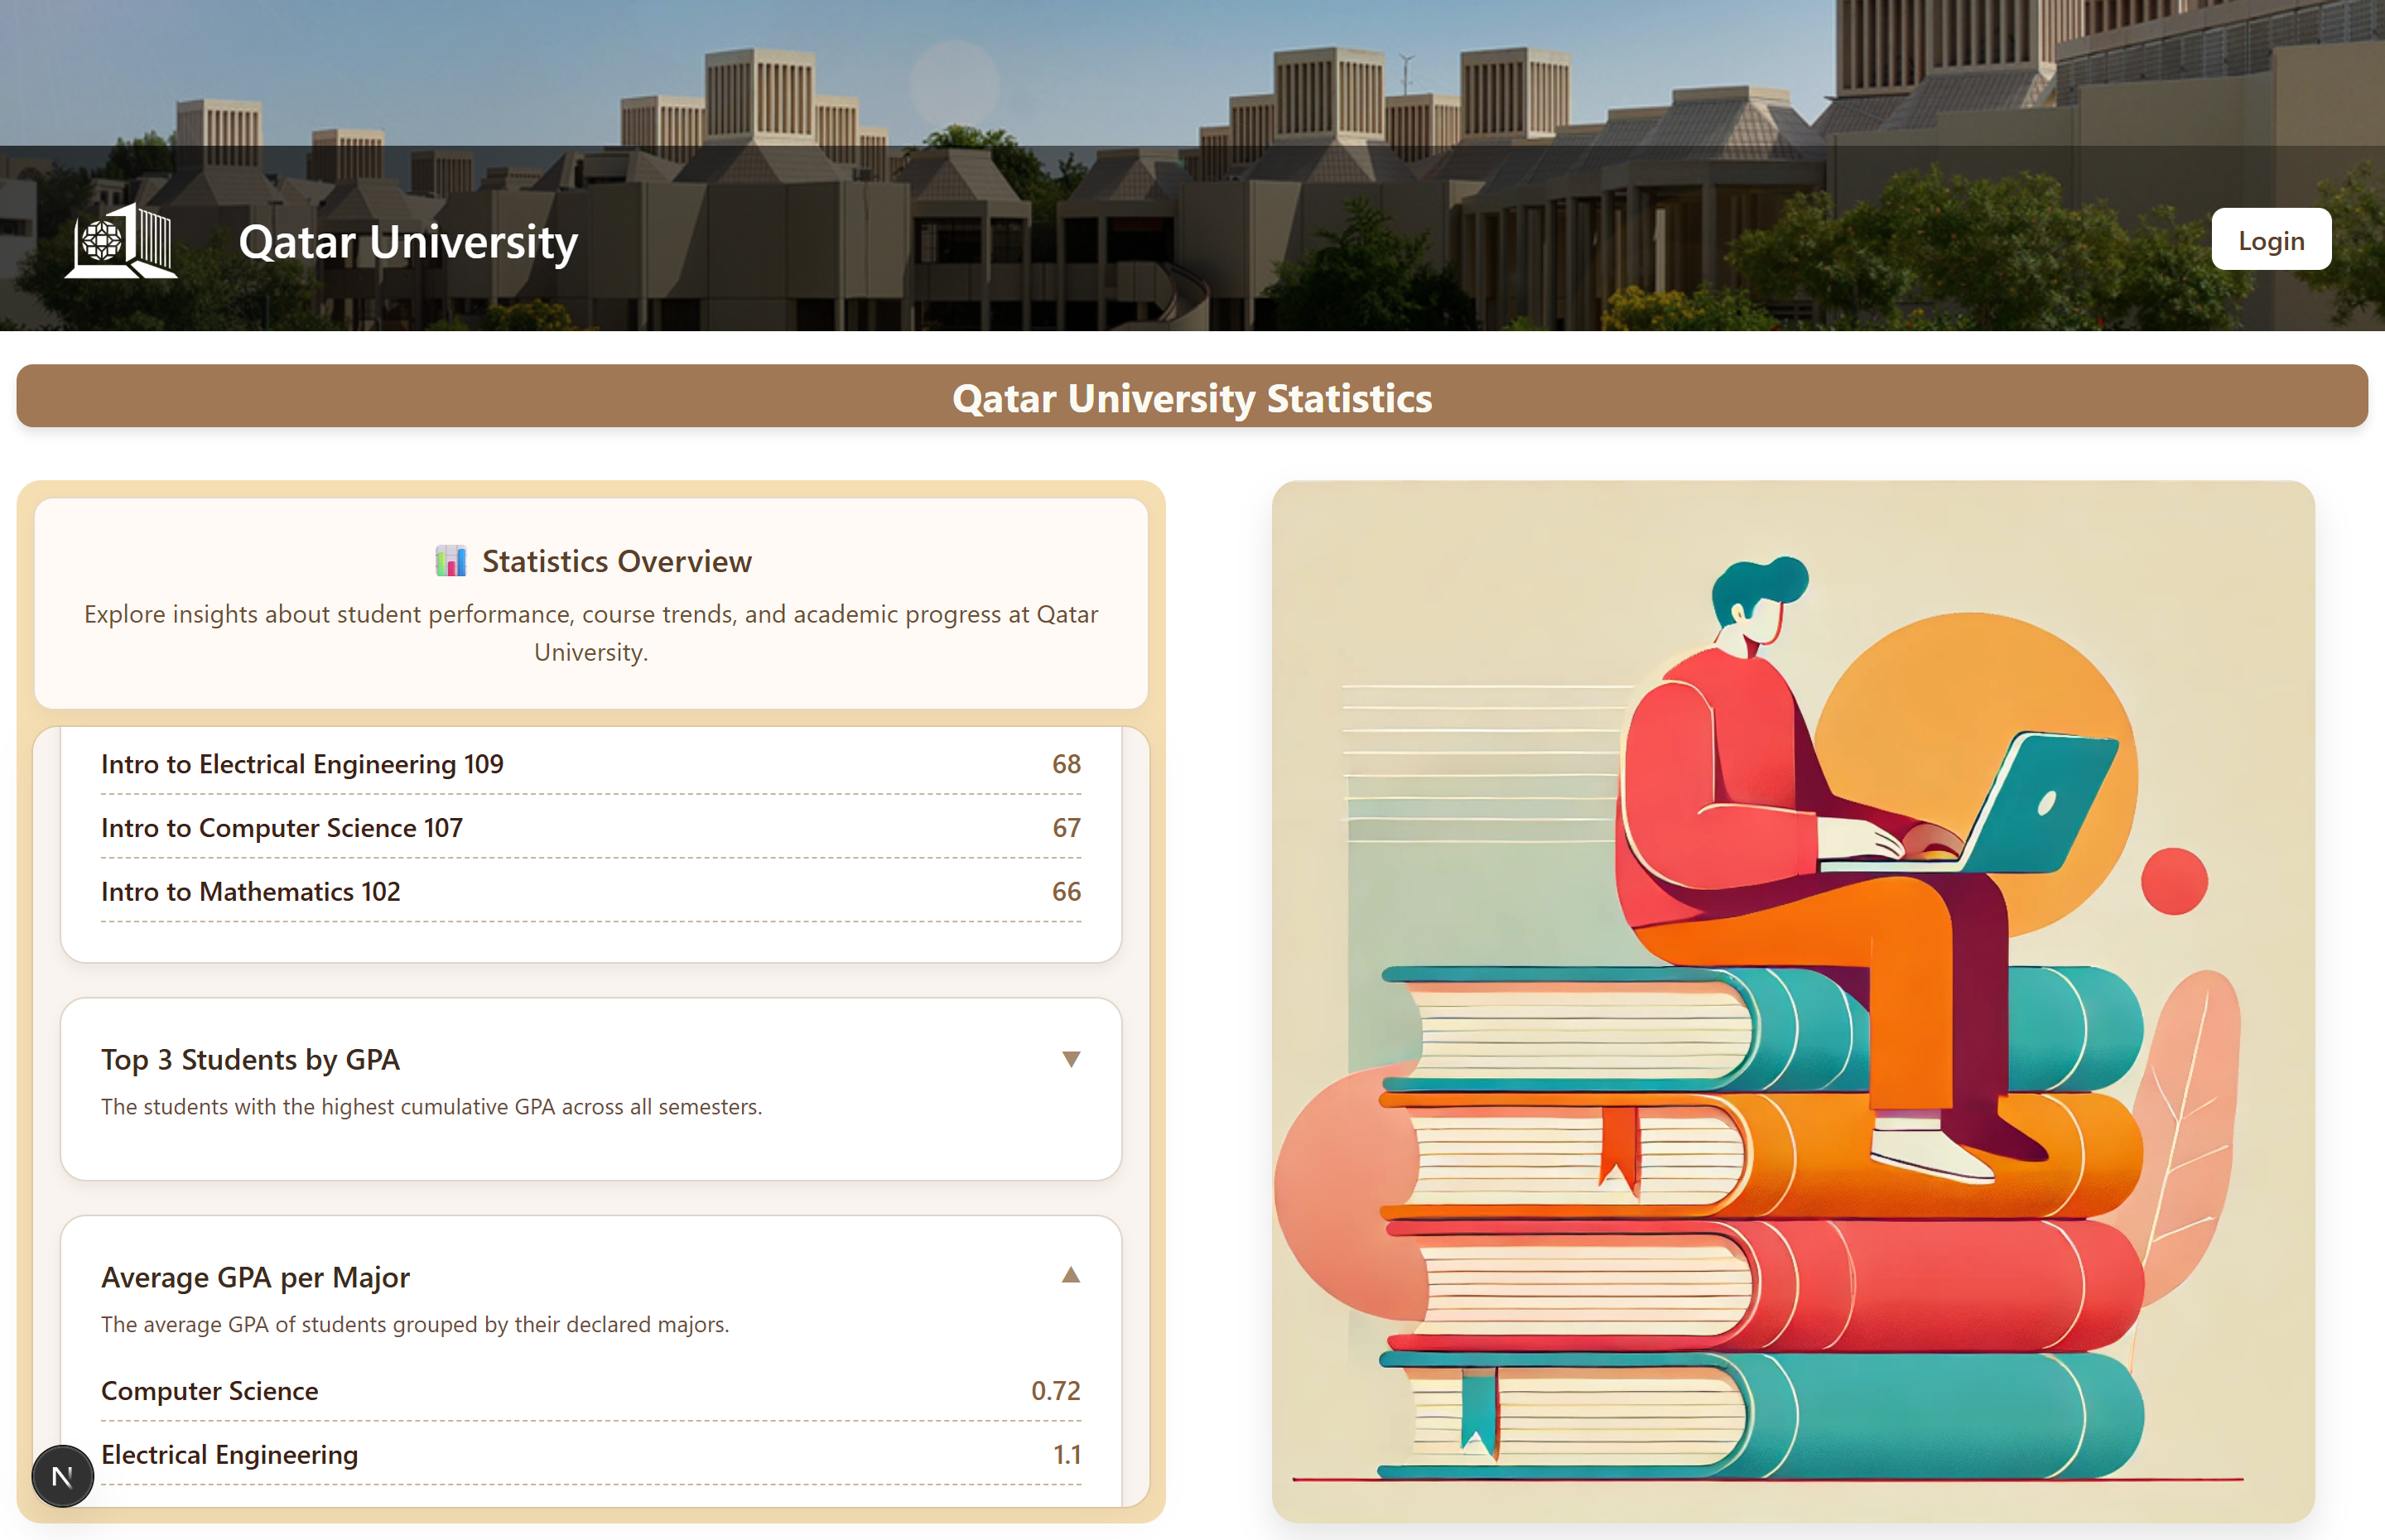 Qatar University
Login
Qatar University Statistics
📊 Statistics Overview
Explore insights about student performance, course trends, and academic progress at Qatar
University.
Intro to Electrical Engineering 109 68
Intro to Computer Science 107 67
Intro to Mathematics 102 66
Top 3 Students by GPA ▼
The students with the highest cumulative GPA across all semesters.
Average GPA per Major ▲
The average GPA of students grouped by their declared majors.
Computer Science 0.72
Electrical Engineering 1.1
N